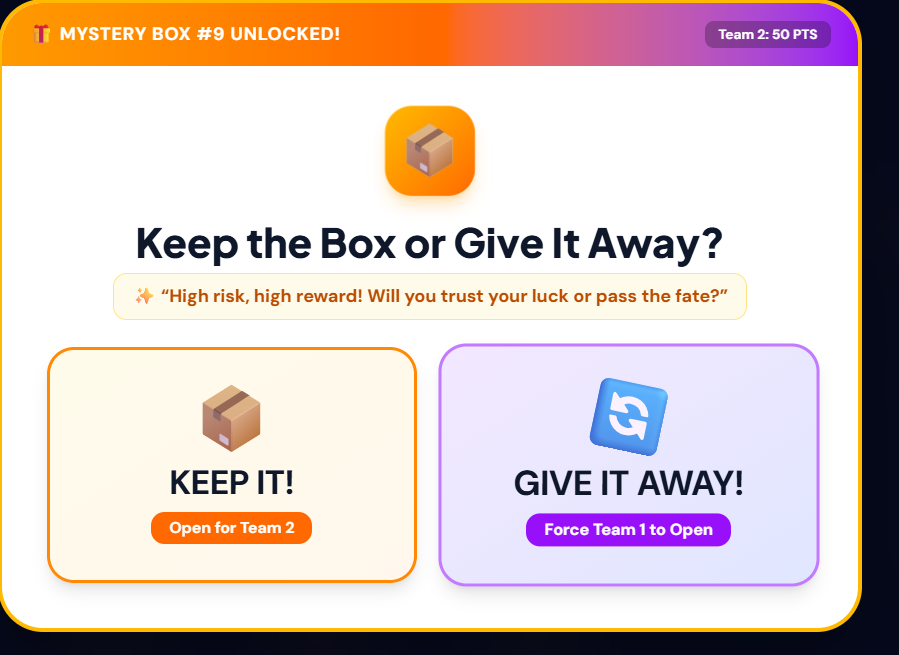 MYSTERY BOX #9 UNLOCKED!
Team 2: 50 PTS
Keep the Box or Give It Away?
“High risk, high reward! Will you trust your luck or pass the fate?”
KEEP IT!
Open for Team 2
GIVE IT AWAY!
Force Team 1 to Open